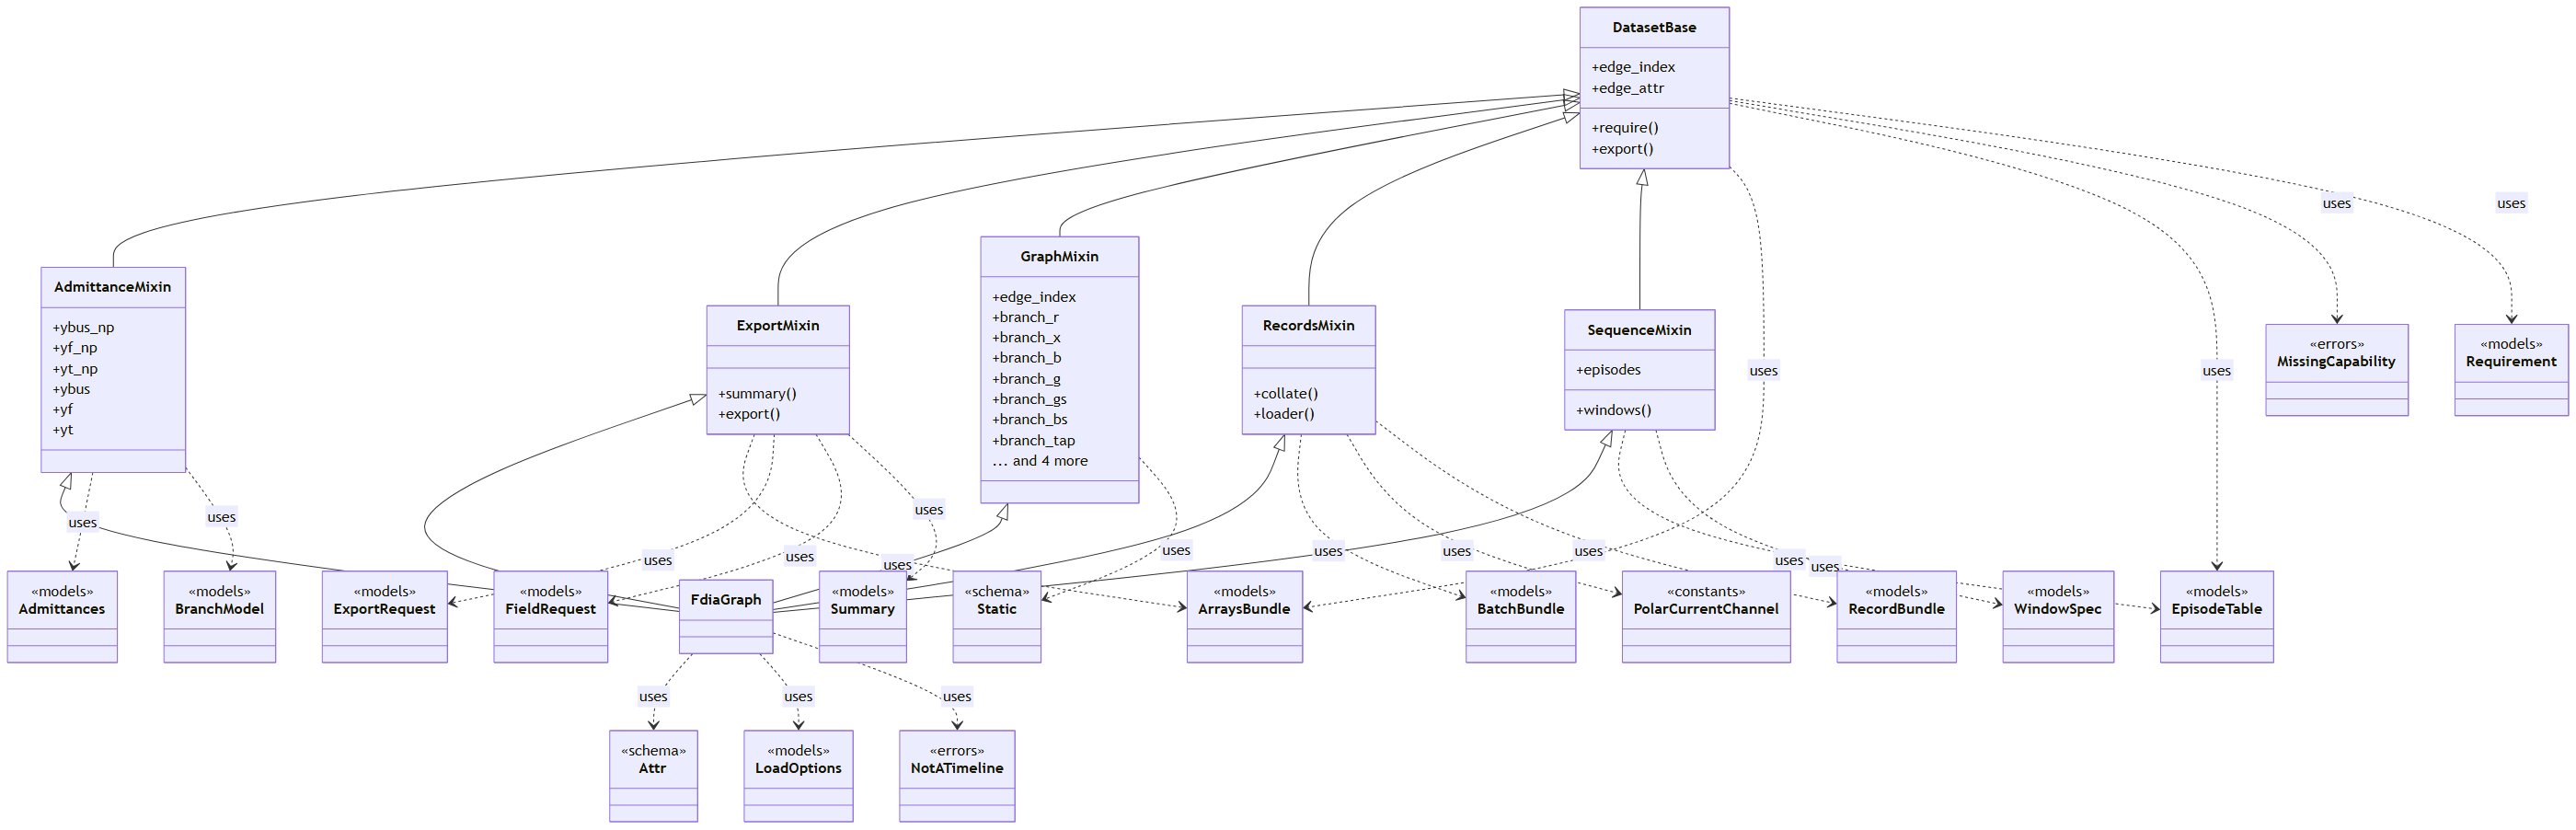 DatasetBase
+edge_index
+edge_attr
+require()
+export()
uses
uses
GraphMixin
+edge_index
+branch_r
+branch_x
+branch_b
+branch_g
+branch_gs
+branch_bs
+branch_tap
... and 4 more
AdmittanceMixin
+ybus_np
+yf_np
+yt_np
+ybus
+yf
+yt
ExportMixin
+summary()
+export()
RecordsMixin
+collate()
+loader()
SequenceMixin
+episodes
+windows()
uses
uses
«errors»
MissingCapability
«models»
Requirement
uses
uses
uses
uses
uses
uses
uses
uses
uses
uses
uses
uses
«models»
Admittances
«models»
BranchModel
«models»
ExportRequest
«models»
FieldRequest
FdiaGraph
«models»
Summary
«schema»
Static
«models»
ArraysBundle
«models»
BatchBundle
«constants»
PolarCurrentChannel
«models»
RecordBundle
«models»
WindowSpec
«models»
EpisodeTable
uses
uses
uses
«schema»
Attr
«models»
LoadOptions
«errors»
NotATimeline